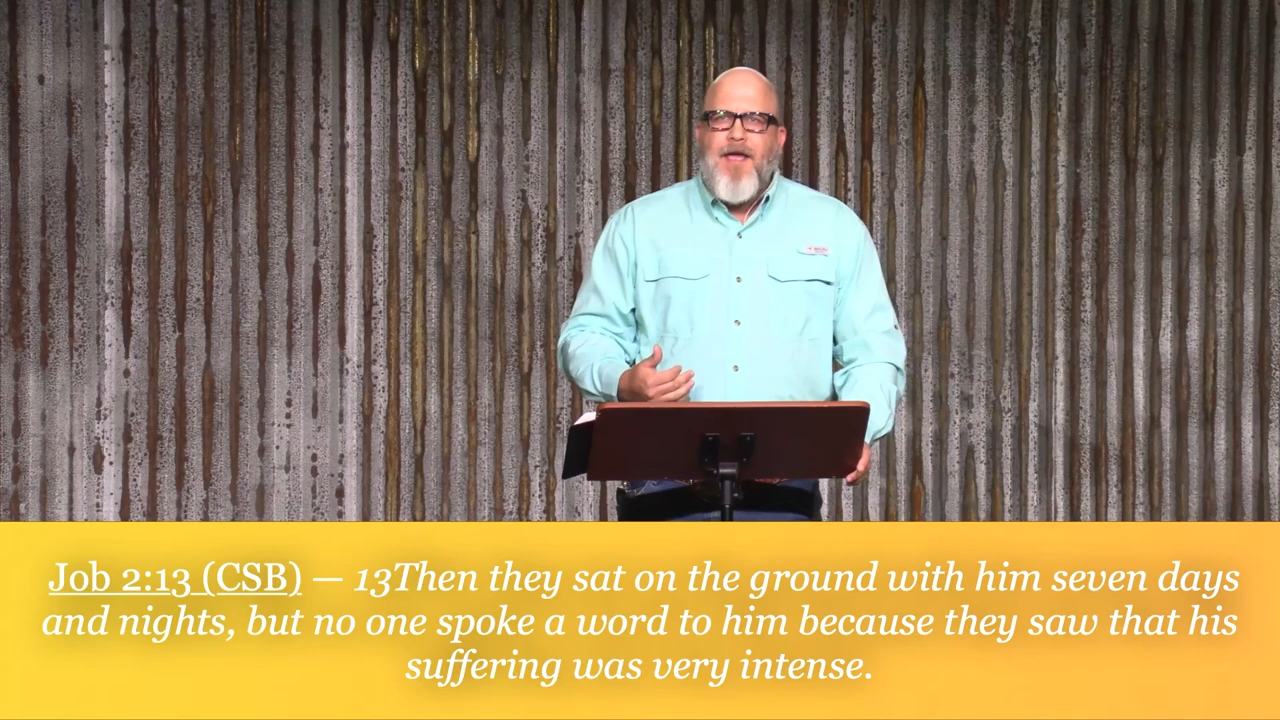 Job 2:13 (CSB) — 13Then they sat on the ground with him seven days
and nights, but no one spoke a word to him because they saw that his
suffering was very intense.